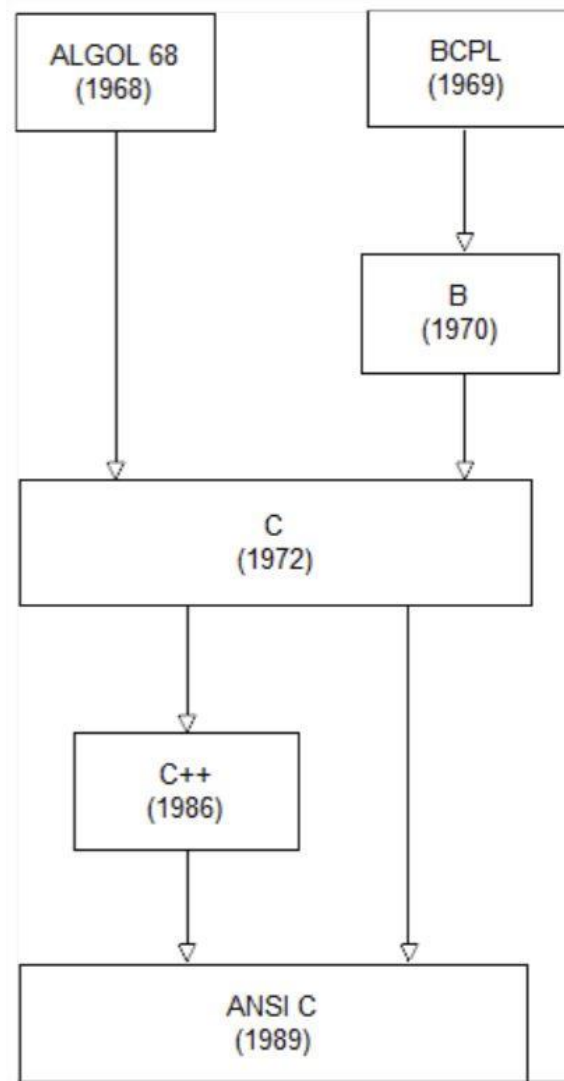 ALGOL 68
(1968)
BCPL
(1969)
B
(1970)
C
(1972)
C++
(1986)
ANSI C
(1989)